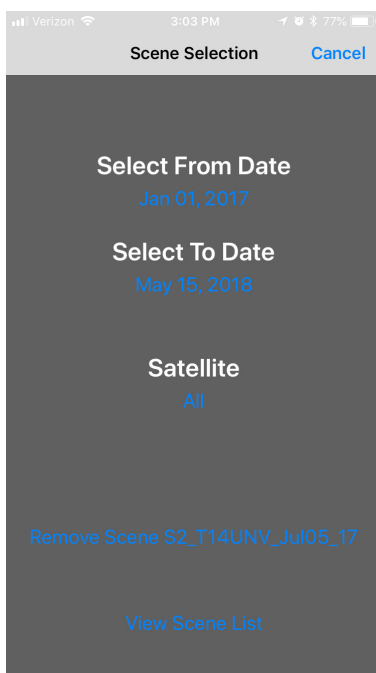 Verizon 3:03 PM 77%
Scene Selection Cancel
Select From Date
Jan 01, 2017
Select To Date
May 15, 2018
Satellite
All
Remove Scene S2_T14UNV_Jul05_17
View Scene List